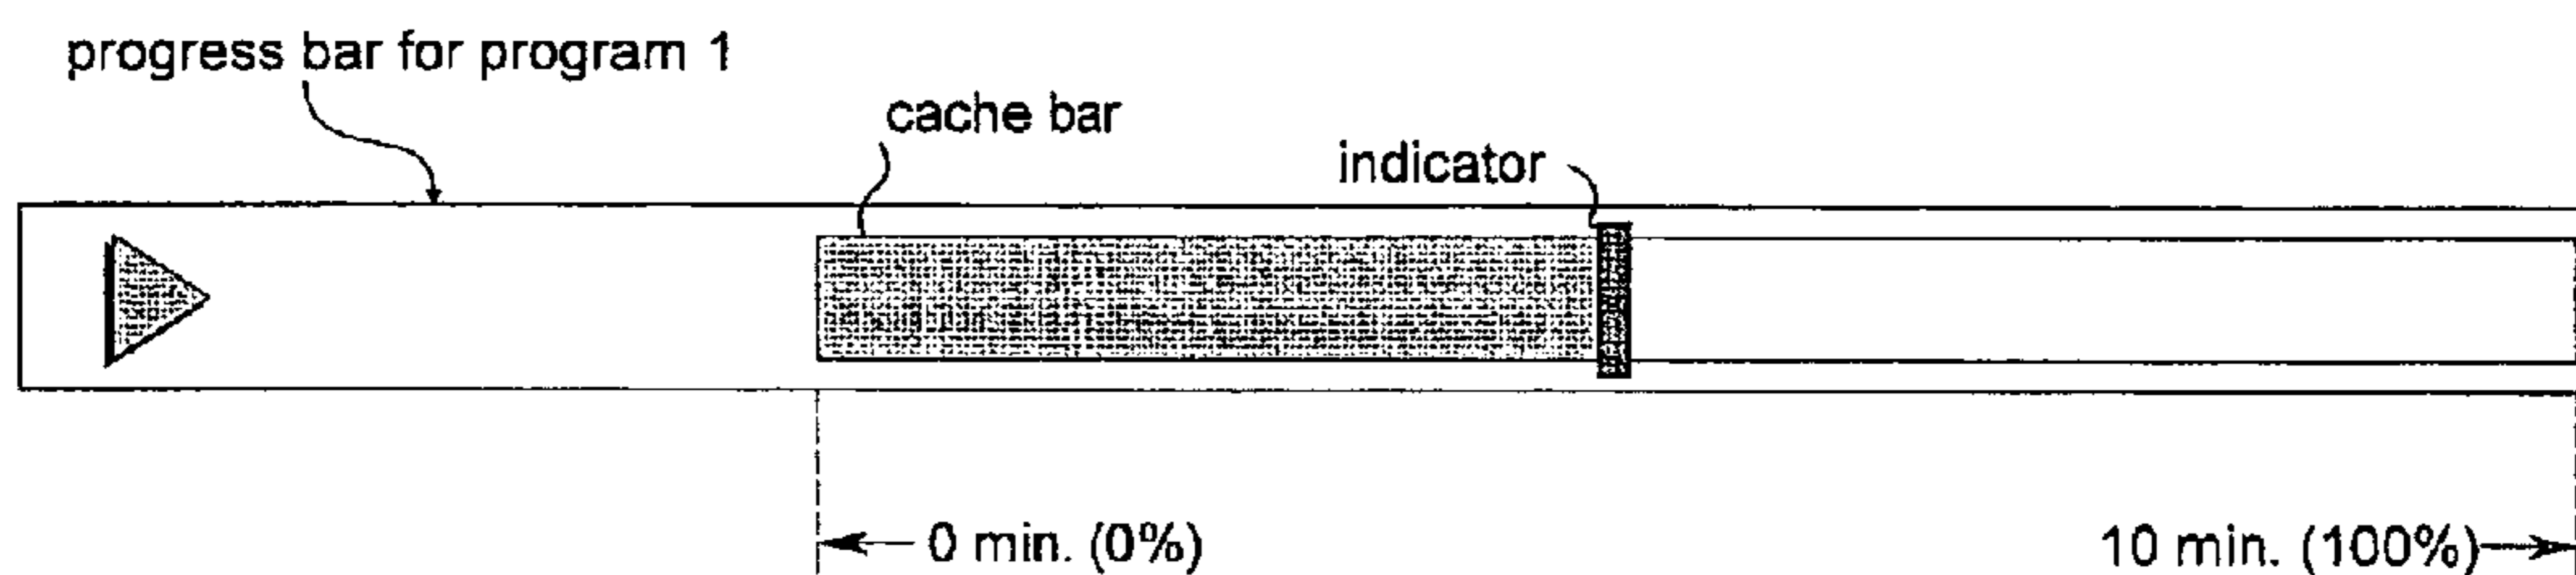 progress bar for program 1
cache bar
indicator
0 min. (0%)
10 min. (100%)